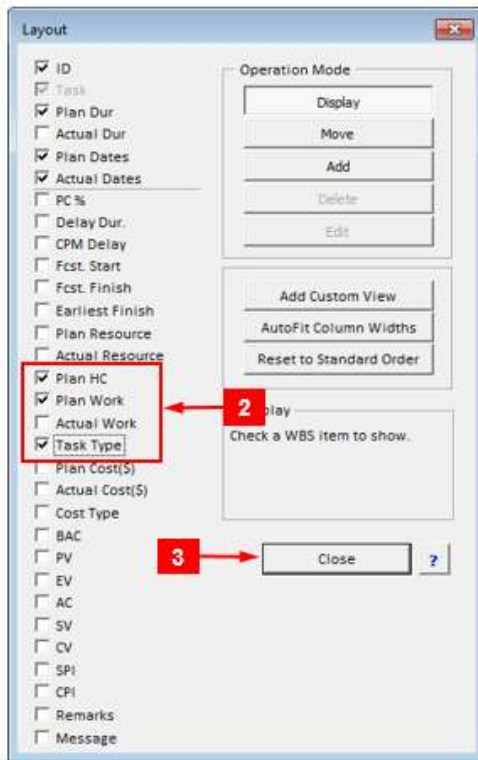 Layout
ID
Task
Plan Dur
Actual Dur
Plan Dates
Actual Dates
PC %
Delay Dur.
CPM Delay
Fcst. Start
Fcst. Finish
Earliest Finish
Plan Resource
Actual Resource
Plan HC
Plan Work
Actual Work
Task Type
Plan Cost($)
Actual Cost($)
Cost Type
BAC
PV
EV
AC
SV
CV
SPI
CPI
Remarks
Message
Operation Mode
Display
Move
Add
Delete
Edit
Add Custom View
AutoFit Column Widths
Reset to Standard Order
2
play
Check a WBS item to show.
3
Close
?